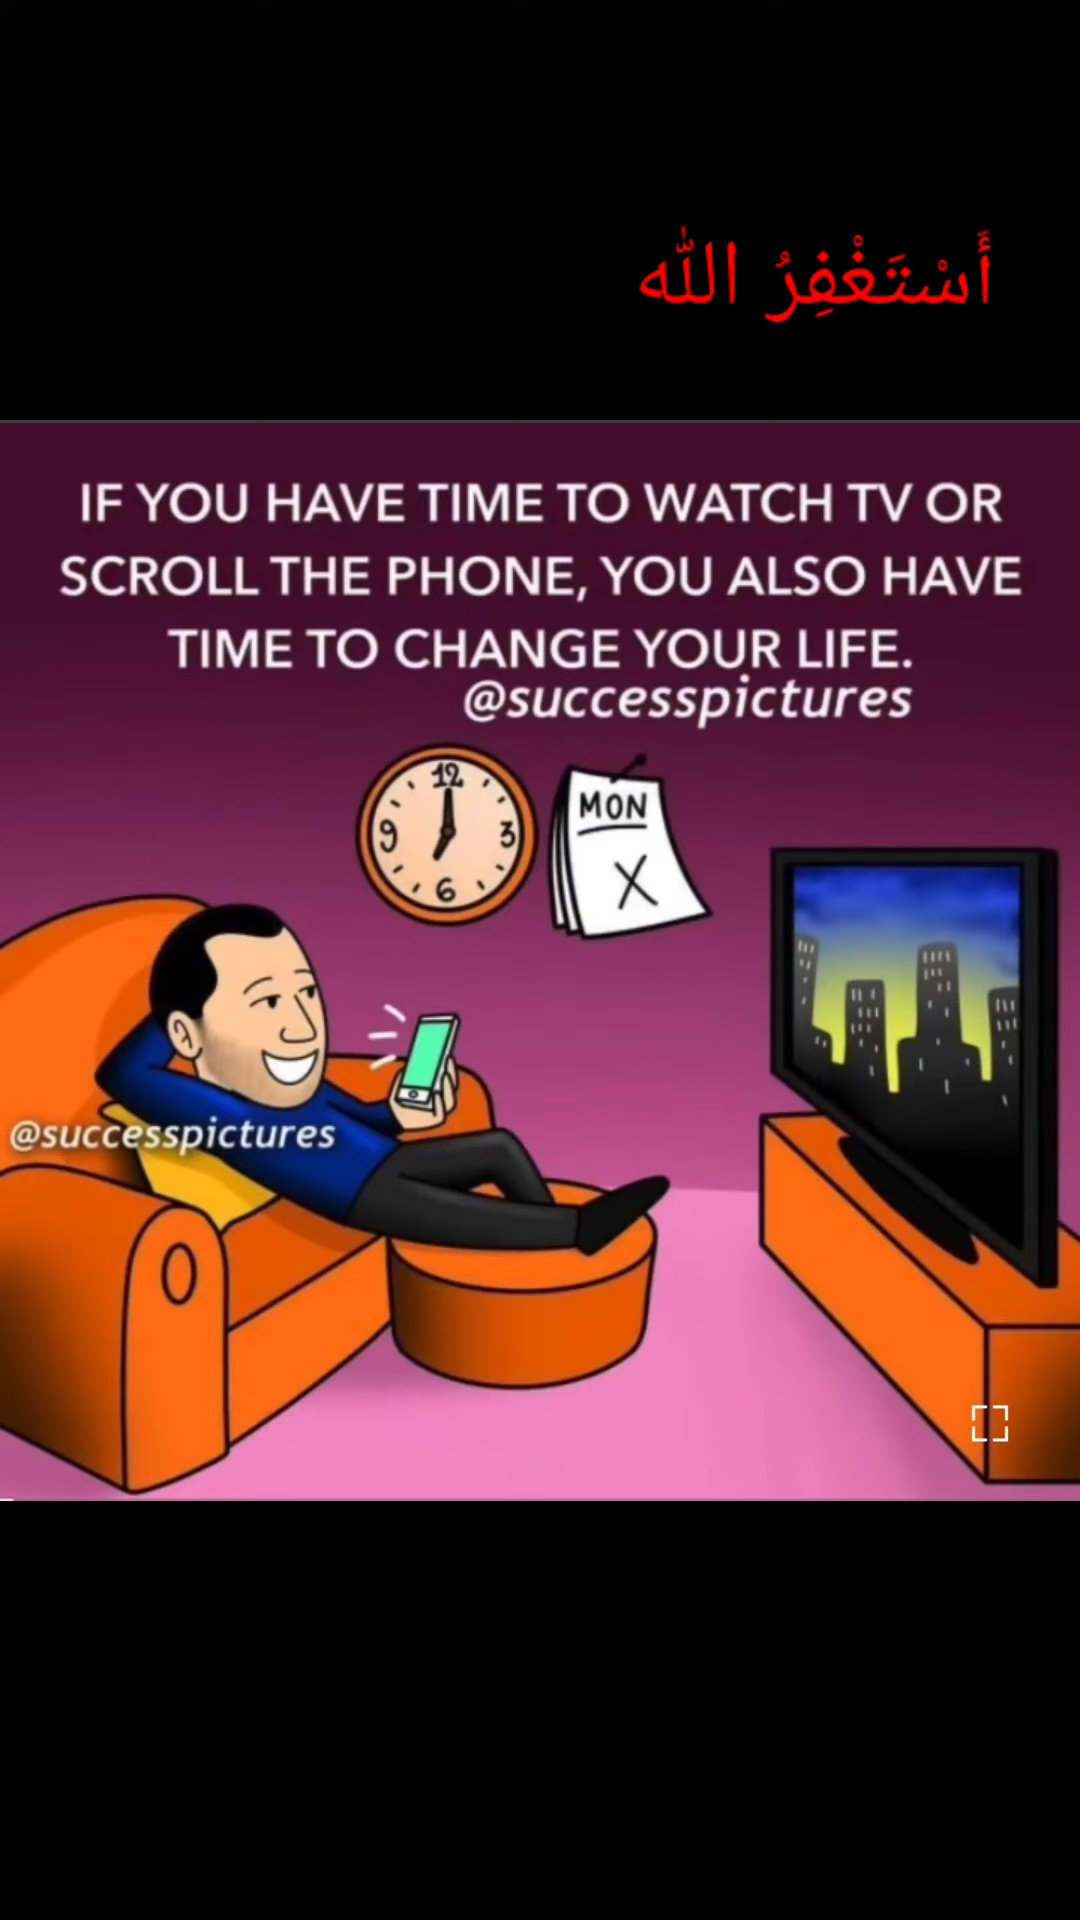 أَسْتَغْفِرُ اللّٰه
IF YOU HAVE TIME TO WATCH TV OR
SCROLL THE PHONE, YOU ALSO HAVE
TIME TO CHANGE YOUR LIFE.
@successpictures
12
9
3
6
MON
X
@successpictures